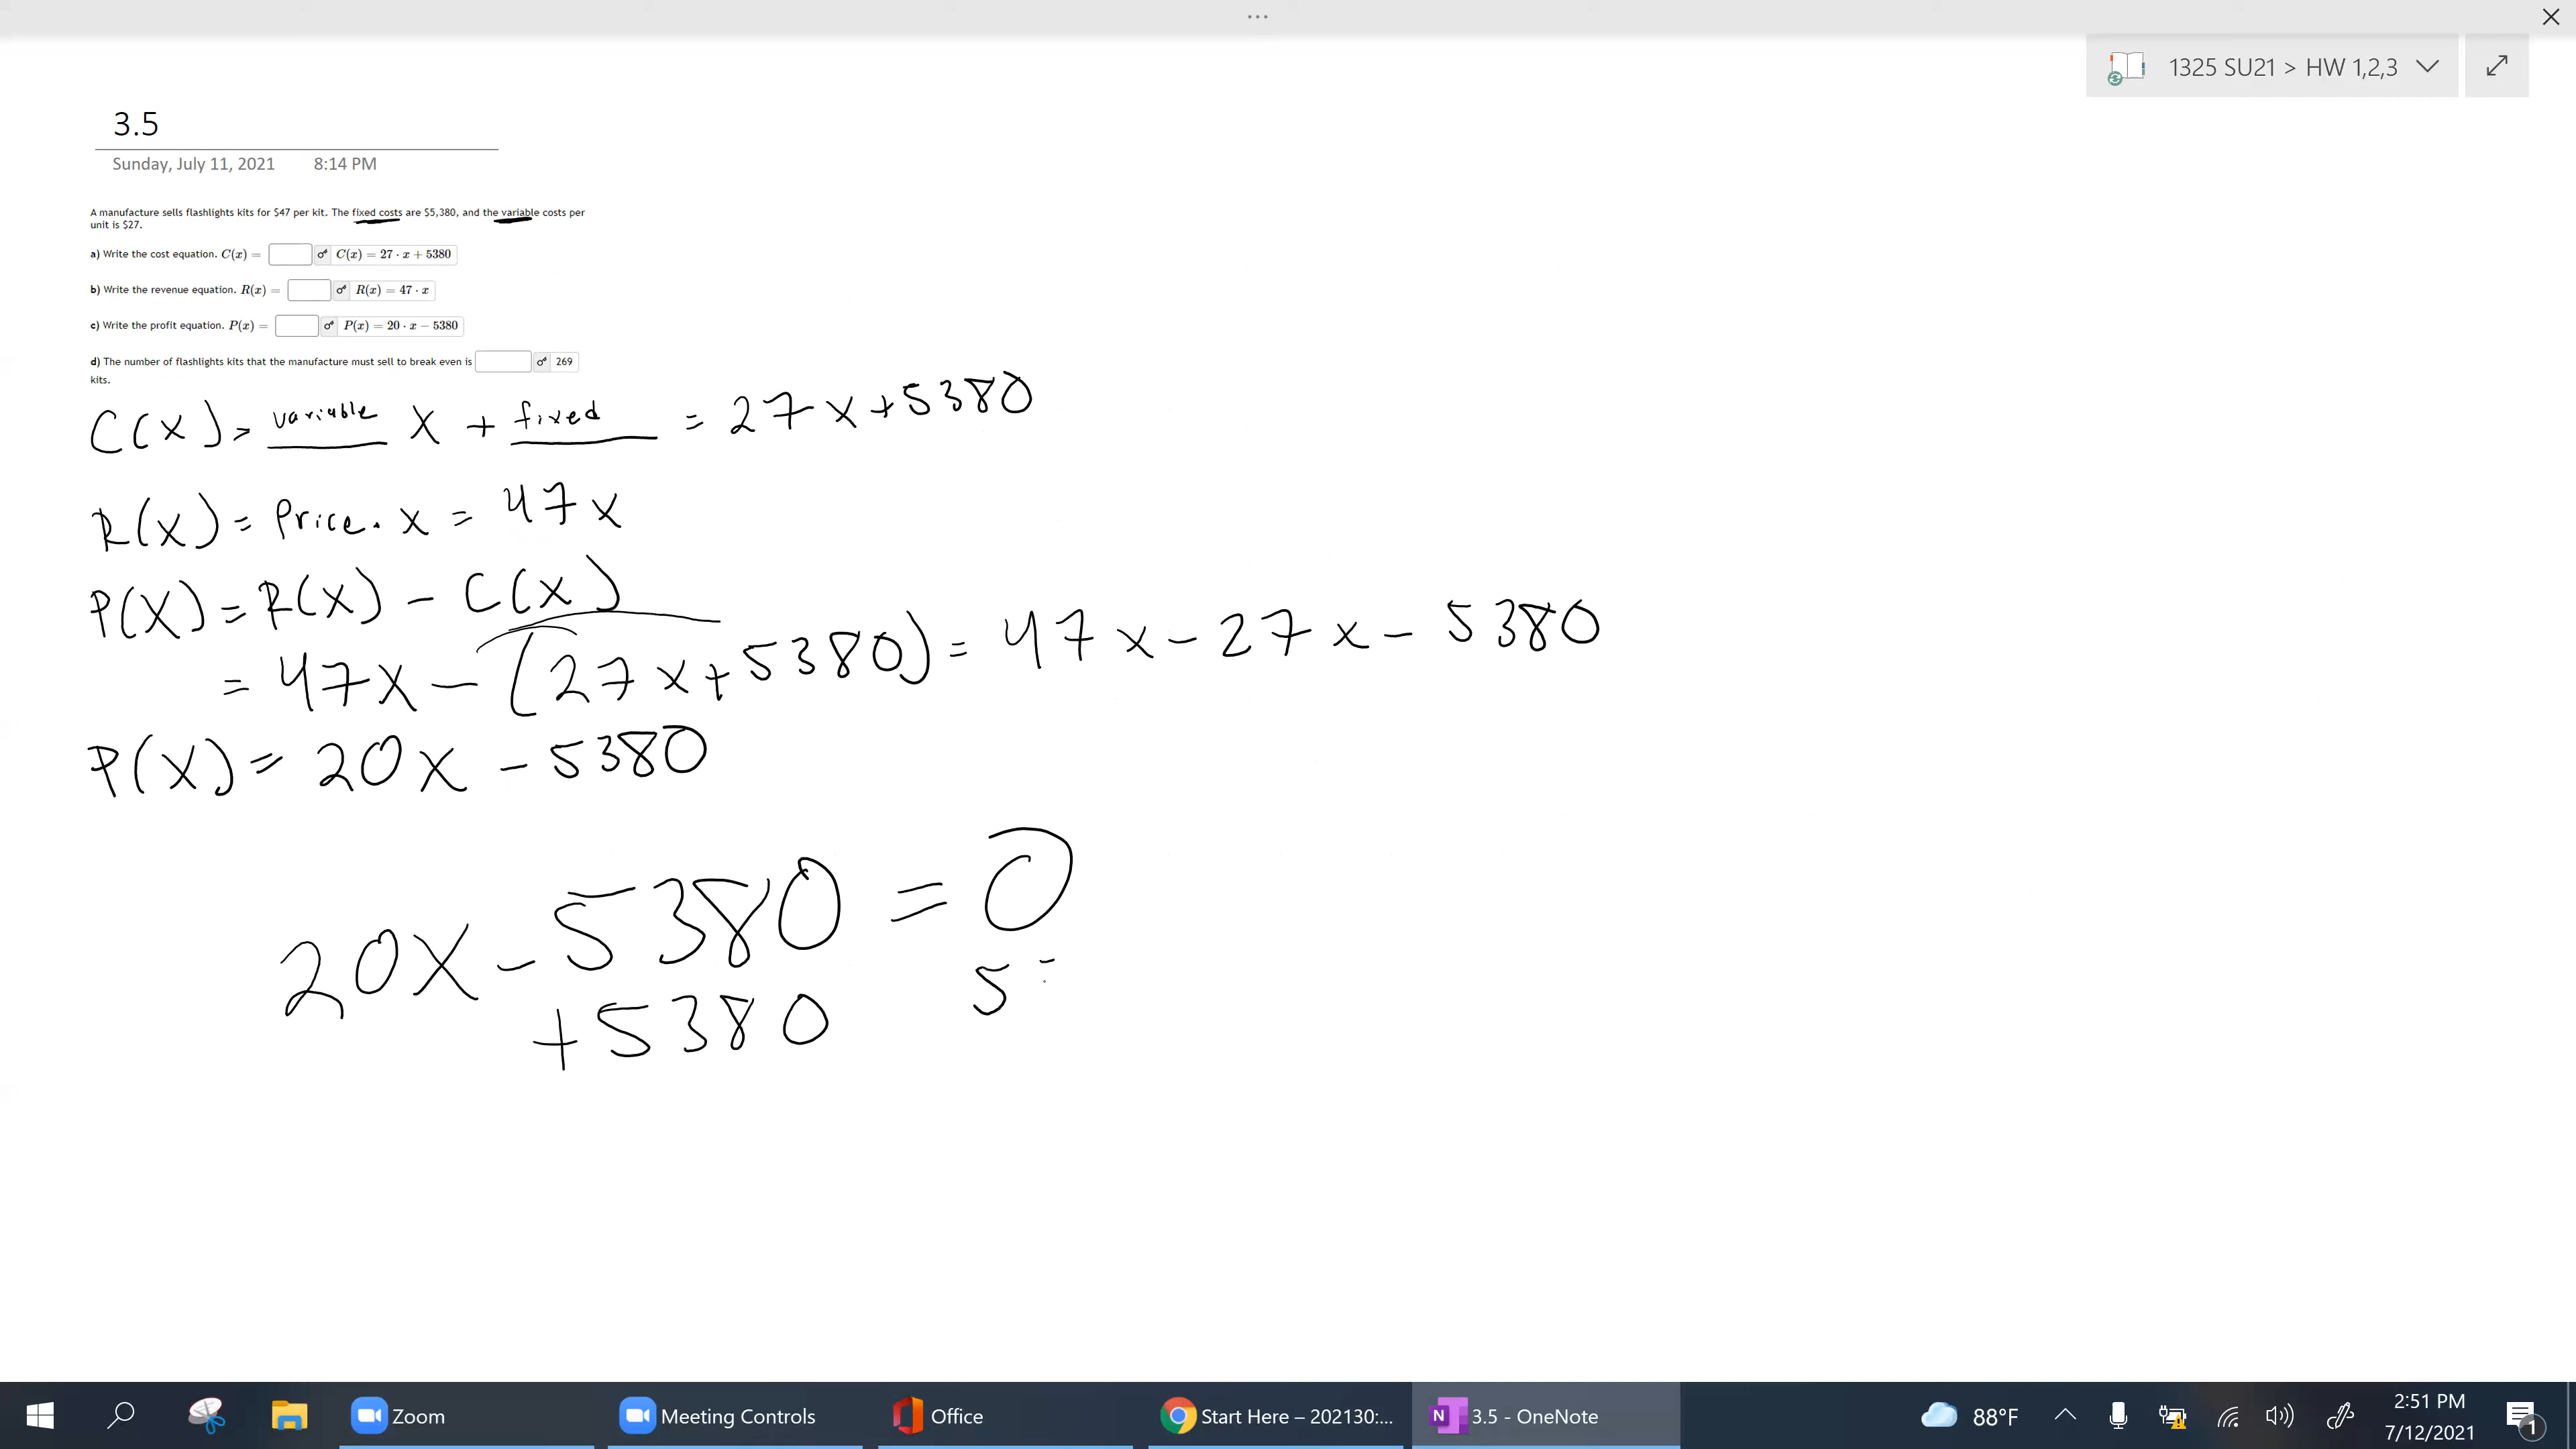 1325 SU21 > HW 1,2,3
3.5
Sunday, July 11, 2021 8:14 PM
A manufacture sells flashlights kits for $47 per kit. The fixed costs are $5,380, and the variable costs per
unit is $27.
a) Write the cost equation. C(x) = C(x) = 27 · x + 5380
b) Write the revenue equation. R(x) = R(x) = 47 · x
c) Write the profit equation. P(x) = P(x) = 20 · x − 5380
d) The number of flashlights kits that the manufacture must sell to break even is 269
kits.
C(x) = variable x + fixed = 27x+5380
R(x) = Price. x = 47x
P(x) = R(x) - C(x)
= 47x - (27x+5380) = 47x - 27x - 5380
P(x) = 20x - 5380
20x - 5380 = 0
+5380 5
Zoom
Meeting Controls
Office
Start Here – 202130:...
3.5 - OneNote
88°F
2:51 PM
7/12/2021
1